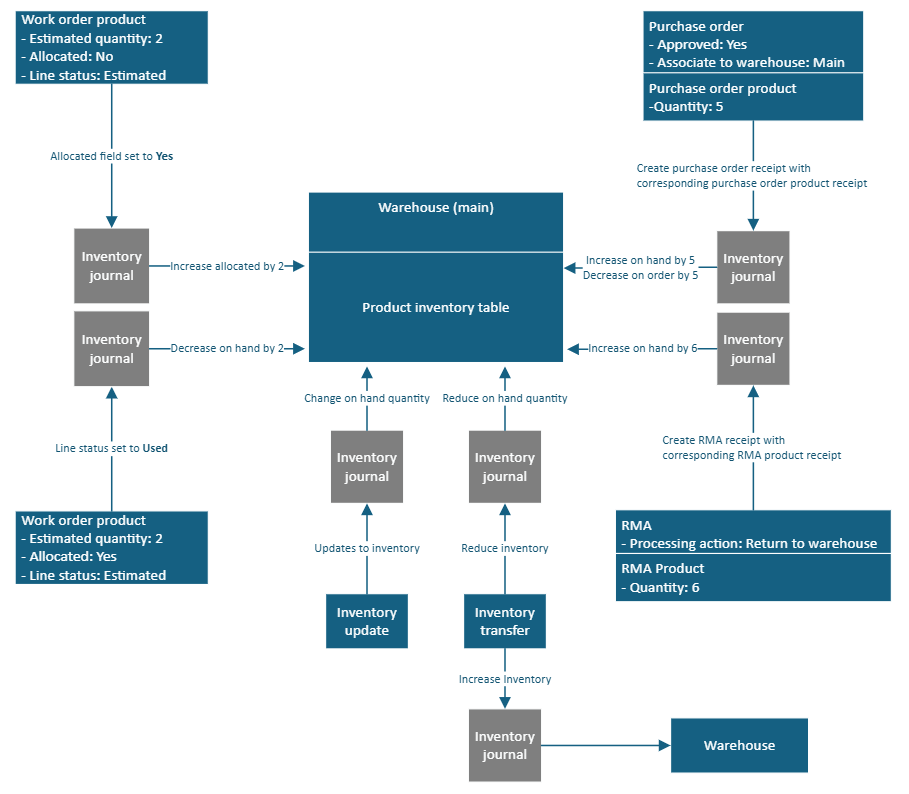 Work order product
- Estimated quantity: 2
- Allocated: No
- Line status: Estimated
Purchase order
- Approved: Yes
- Associate to warehouse: Main
Purchase order product
-Quantity: 5
Allocated field set to Yes
Create purchase order receipt with
corresponding purchase order product receipt
Warehouse (main)
Product inventory table
Inventory
journal
Increase allocated by 2
Increase on hand by 5
Decrease on order by 5
Inventory
journal
Inventory
journal
Decrease on hand by 2
Increase on hand by 6
Inventory
journal
Change on hand quantity
Reduce on hand quantity
Line status set to Used
Inventory
journal
Inventory
journal
Create RMA receipt with
corresponding RMA product receipt
Work order product
- Estimated quantity: 2
- Allocated: Yes
- Line status: Estimated
Updates to inventory
Reduce inventory
RMA
- Processing action: Return to warehouse
RMA Product
- Quantity: 6
Inventory
update
Inventory
transfer
Increase Inventory
Inventory
journal
Warehouse